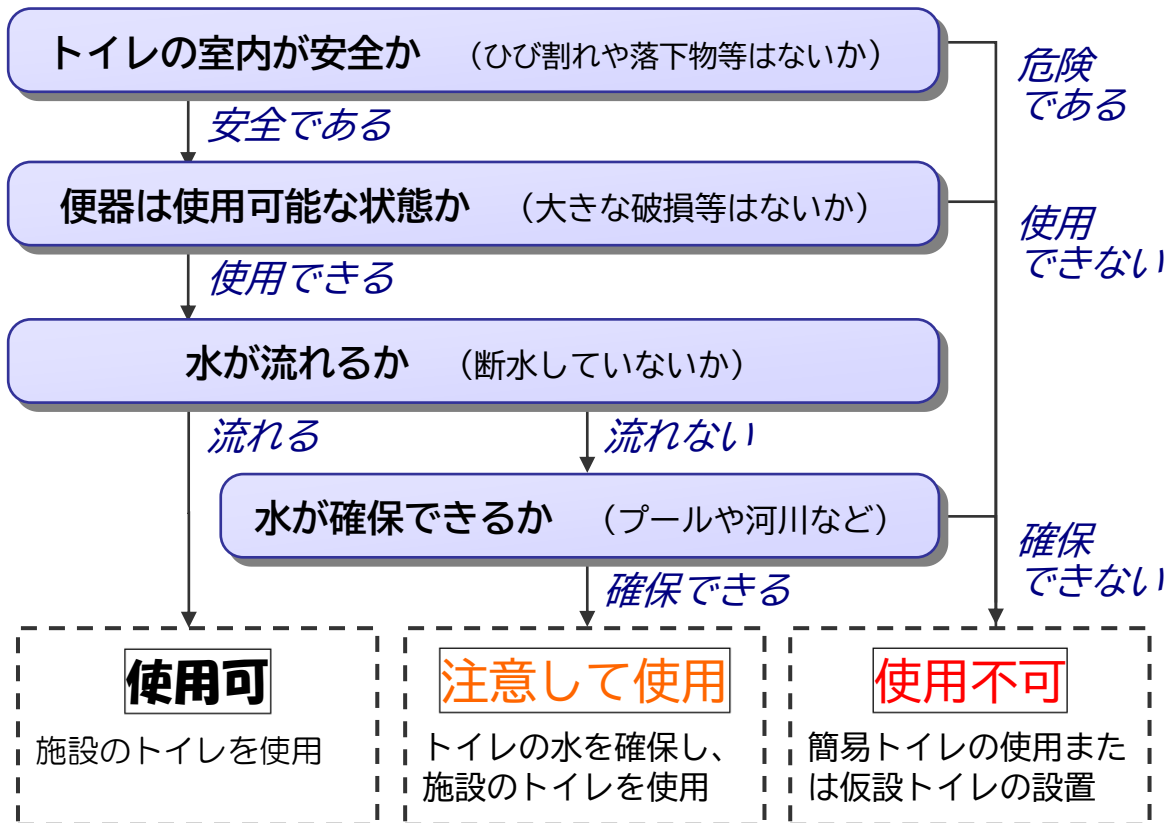 トイレの室内が安全か （ひび割れや落下物等はないか）
危険
である
安全である
便器は使用可能な状態か （大きな破損等はないか）
使用
できない
使用できる
水が流れるか （断水していないか）
流れる
流れない
水が確保できるか （プールや河川など）
確保
できない
確保できる
使用可
施設のトイレを使用
注意して使用
トイレの水を確保し、
施設のトイレを使用
使用不可
簡易トイレの使用また
は仮設トイレの設置